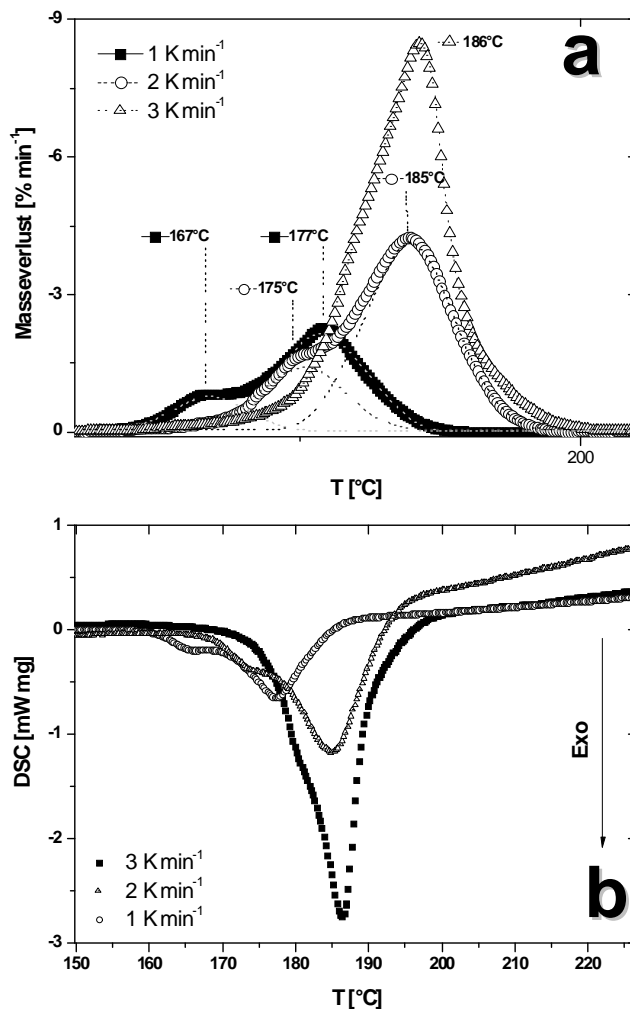 -9
1 K min⁻¹
2 K min⁻¹
3 K min⁻¹
186°C
a
-6
185°C
167°C
177°C
175°C
-3
0
Masseverlust [% min⁻¹]
200
T [°C]
1
0
-1
-2
-3
DSC [mW mg]
Exo
3 K min⁻¹
2 K min⁻¹
1 K min⁻¹
b
150 160 170 180 190 200 210 220
T [°C]